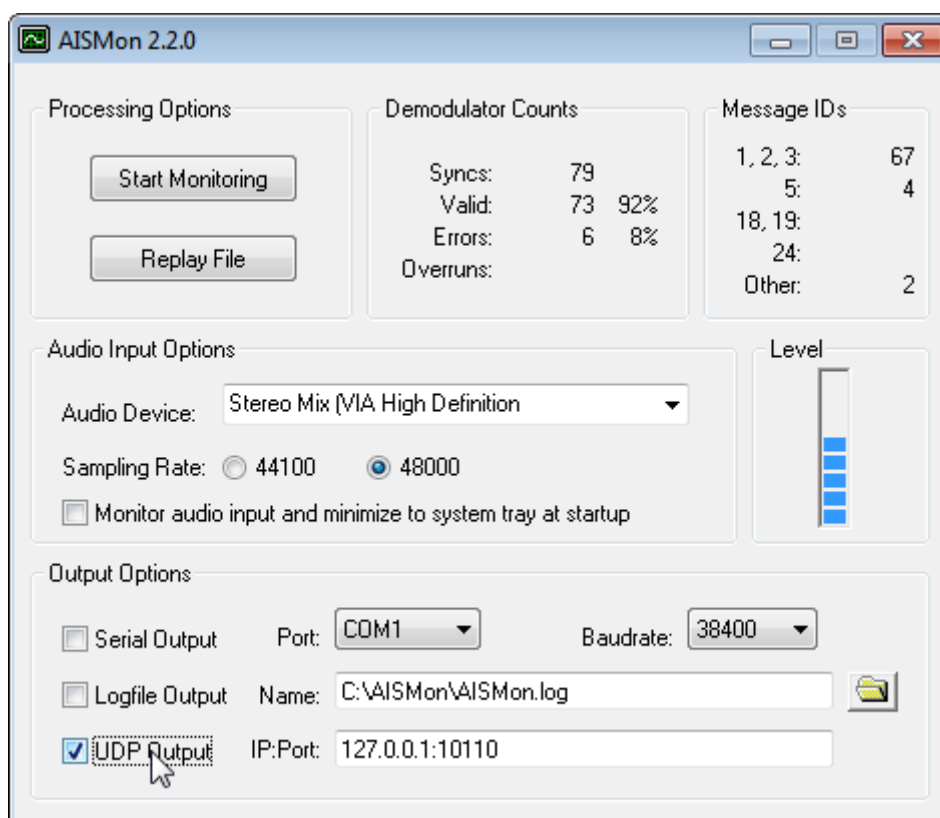 AISMon 2.2.0
Processing Options
Start Monitoring
Replay File
Demodulator Counts
Syncs: 79
Valid: 73 92%
Errors: 6 8%
Overruns:
Message IDs
1, 2, 3: 67
5: 4
18, 19:
24:
Other: 2
Audio Input Options
Audio Device: Stereo Mix (VIA High Definition
Sampling Rate: 44100 48000
Monitor audio input and minimize to system tray at startup
Level
Output Options
Serial Output Port: COM1 Baudrate: 38400
Logfile Output Name: C:\AISMon\AISMon.log
UDP Output IP:Port: 127.0.0.1:10110